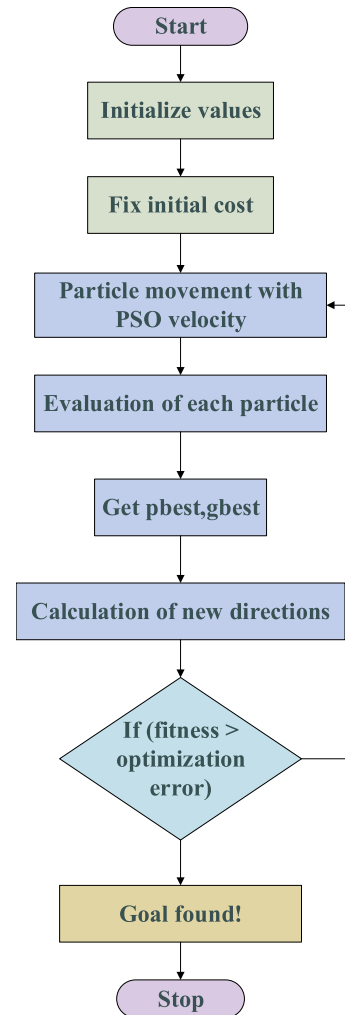 Start
Initialize values
Fix initial cost
Particle movement with
PSO velocity
Evaluation of each particle
Get pbest,gbest
Calculation of new directions
If (fitness >
optimization
error)
Goal found!
Stop